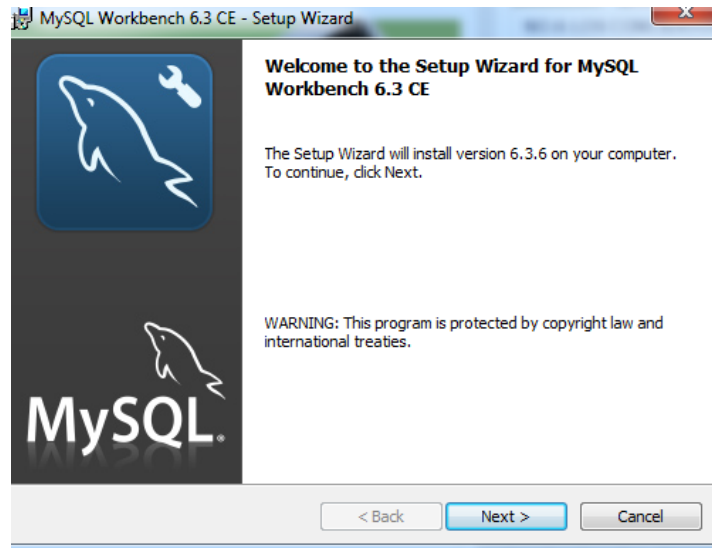 MySQL Workbench 6.3 CE - Setup Wizard
Welcome to the Setup Wizard for MySQL
Workbench 6.3 CE
The Setup Wizard will install version 6.3.6 on your computer.
To continue, click Next.
WARNING: This program is protected by copyright law and
international treaties.
MySQL.
< Back
Next >
Cancel